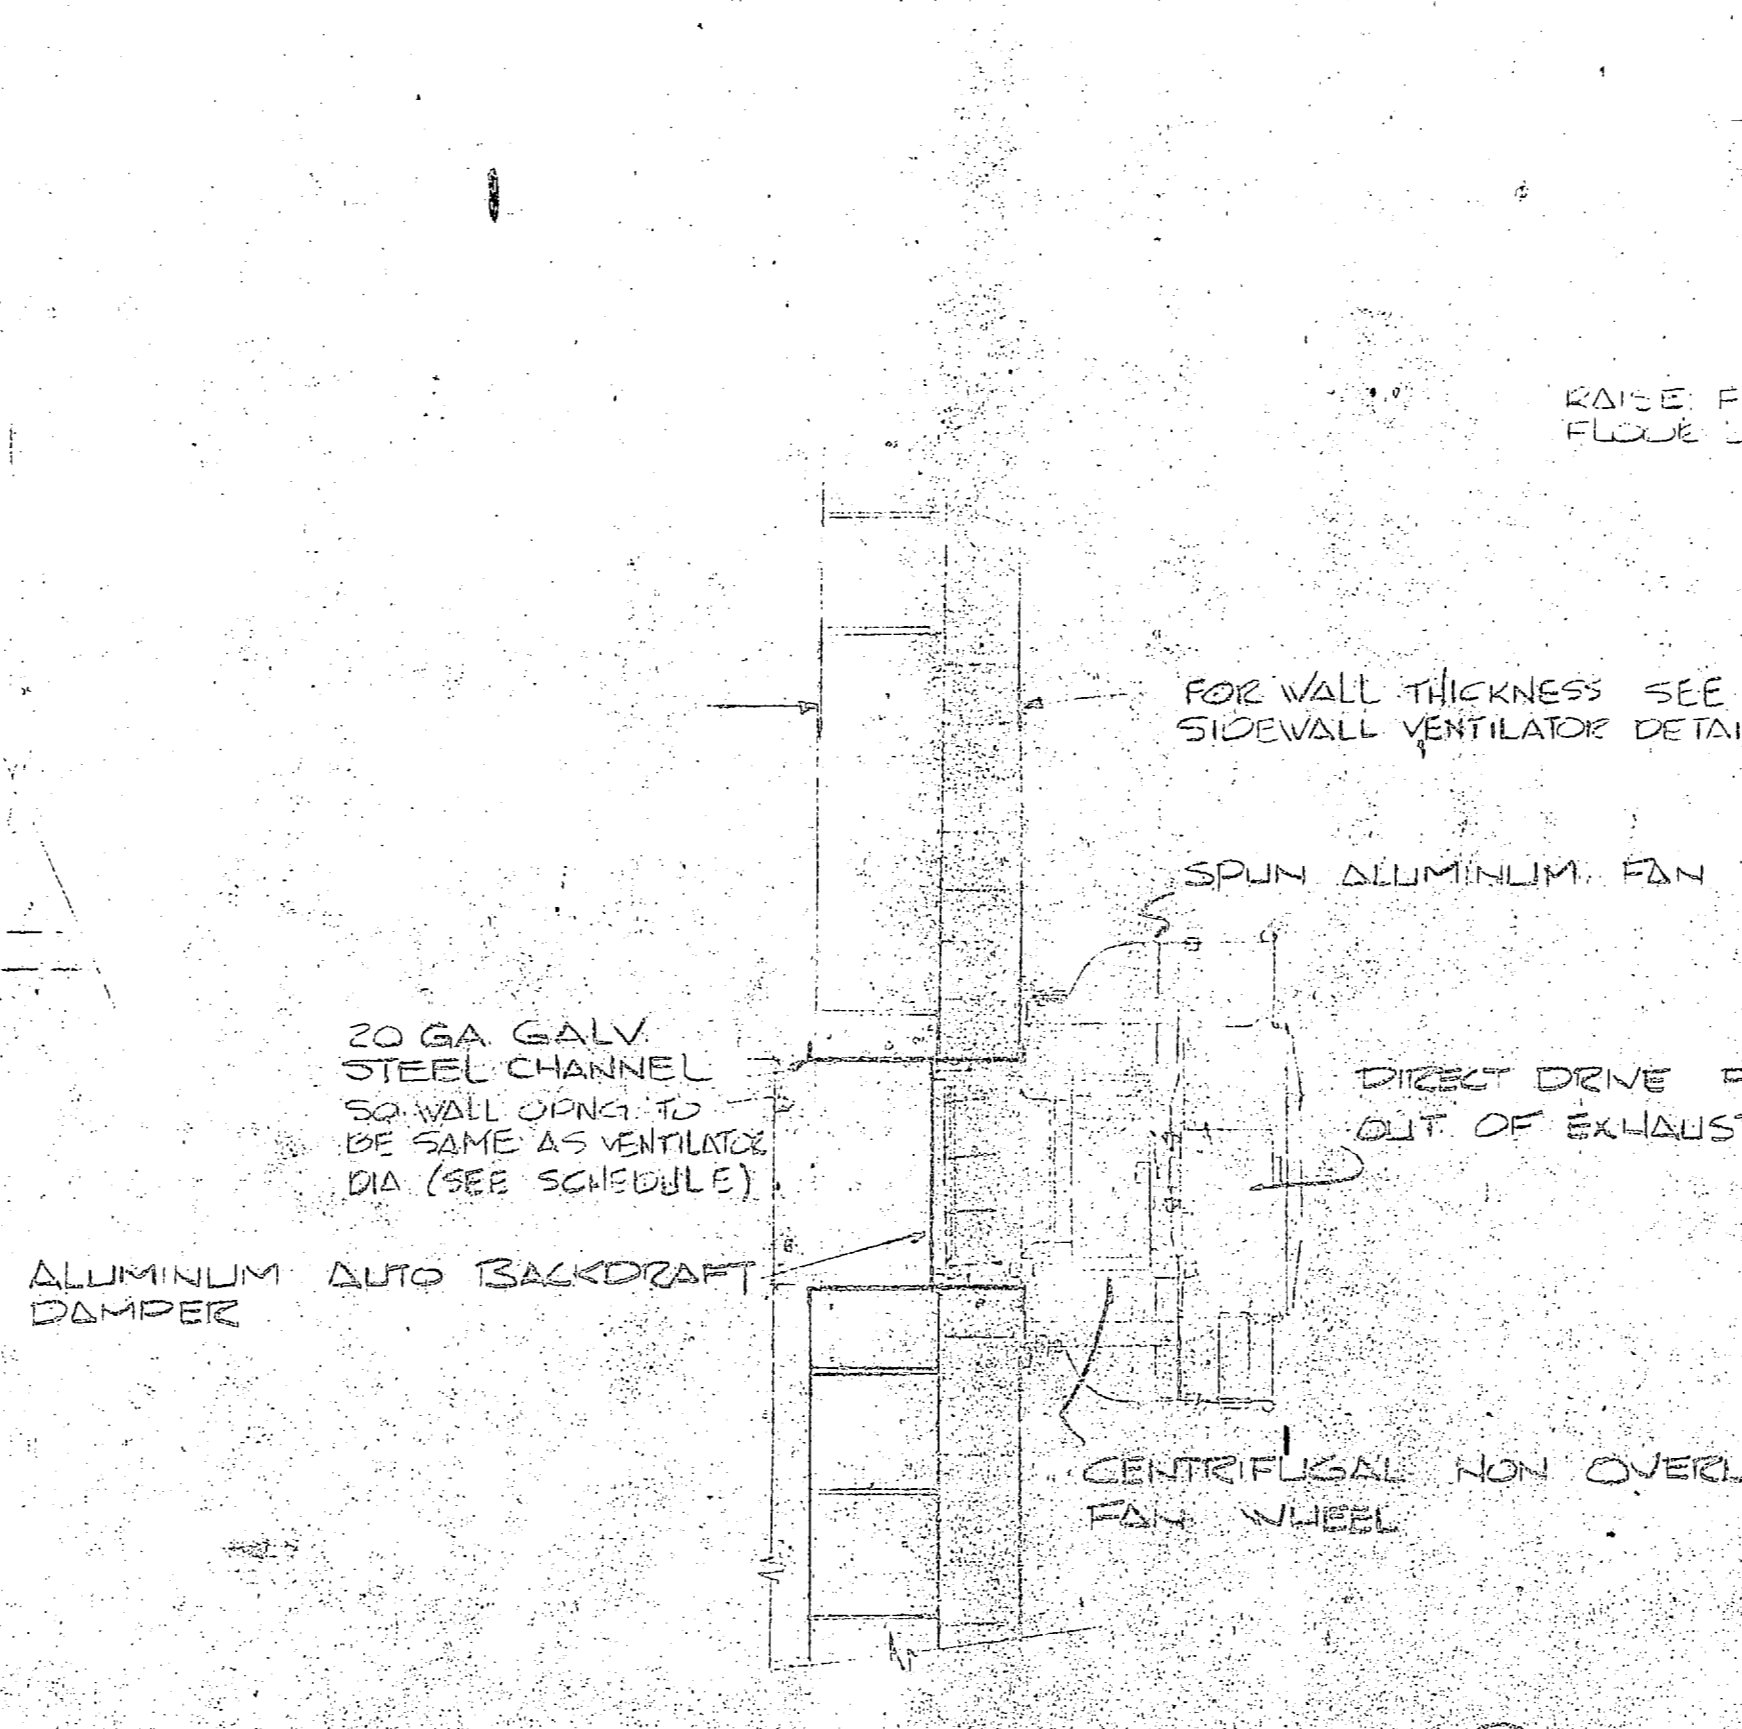 RAISE F
FLOOR
FOR WALL THICKNESS SEE
SIDEWALL VENTILATOR DETAI
SPUN ALUMINUM FAN
20 GA. GALV.
STEEL CHANNEL
SQ WALL OPNG. TO
BE SAME AS VENTILATOR
DIA. (SEE SCHEDULE)
DIRECT DRIVE F
OUT OF EXHAUST
ALUMINUM AUTO BACKDRAFT
DAMPER
CENTRIFUGAL NON OVERL
FAN WHEEL